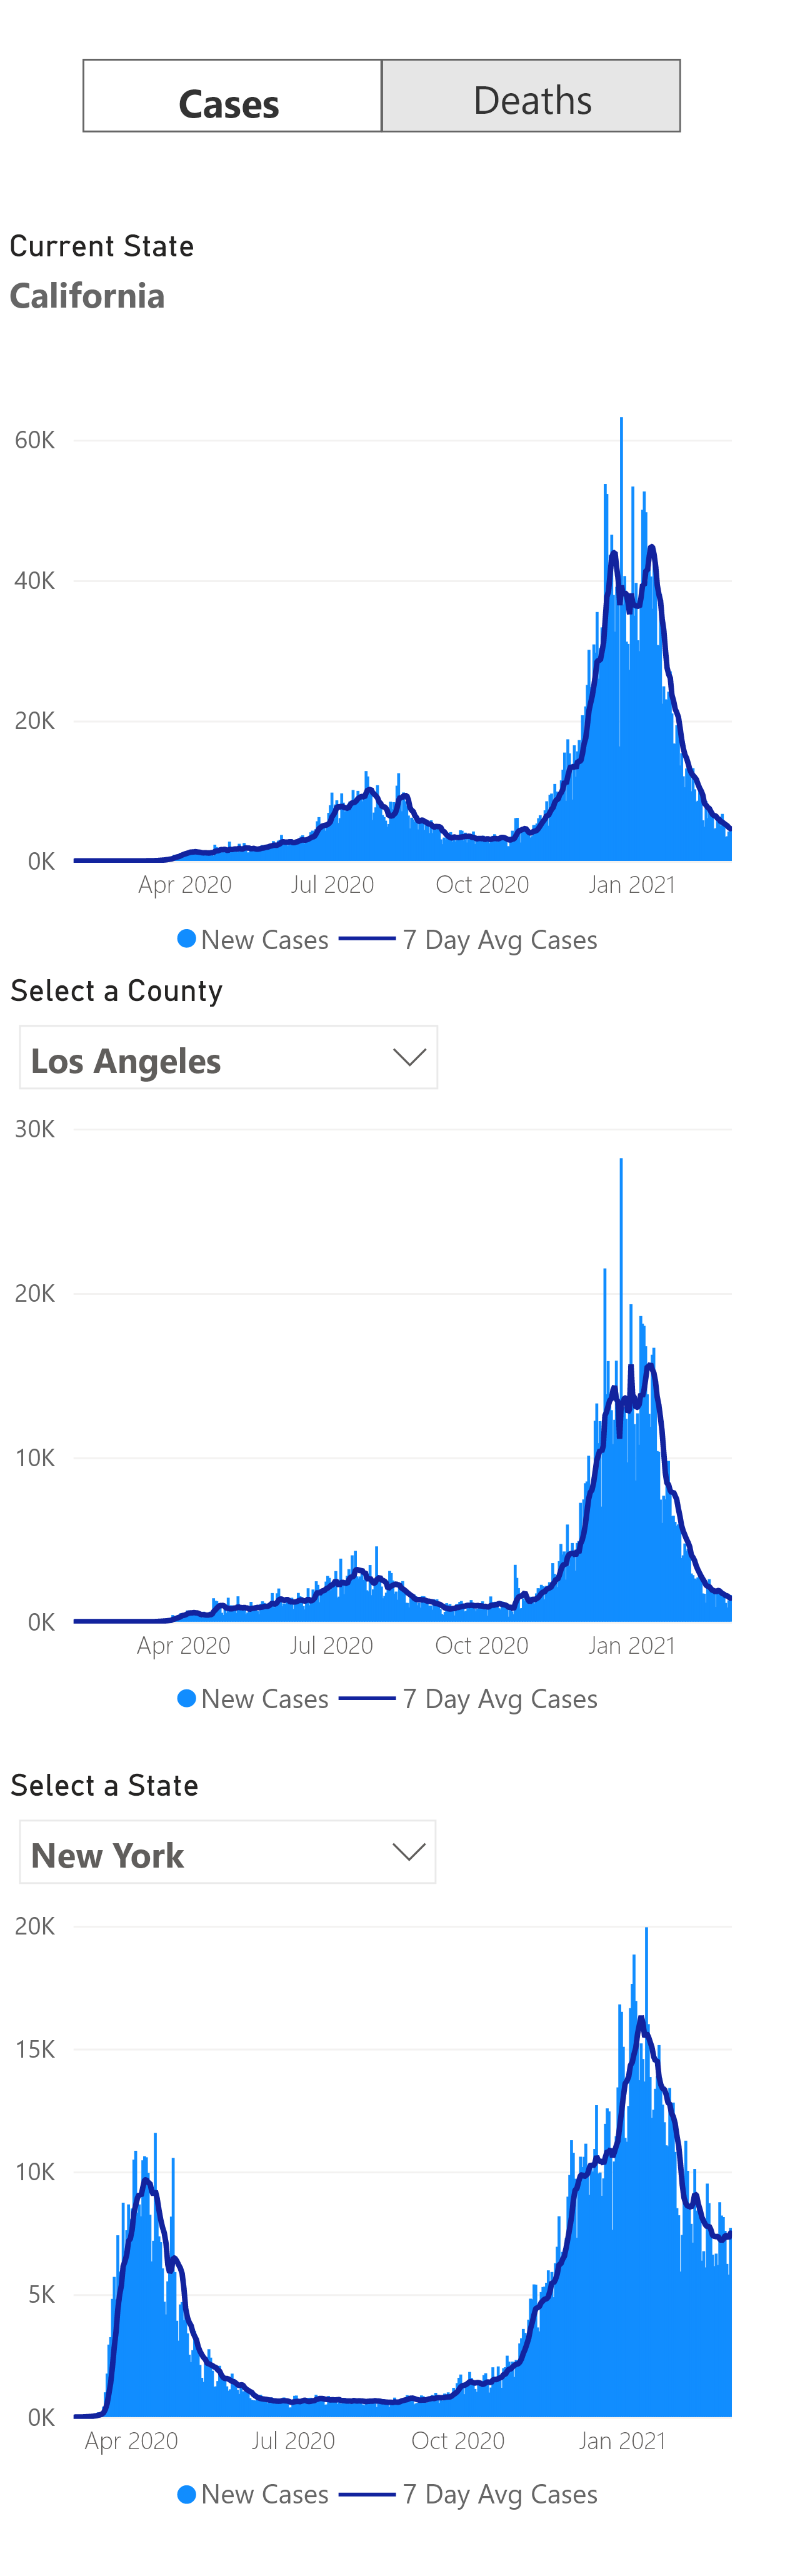 Cases Deaths
Current State
California
60K
40K
20K
0K
Apr 2020 Jul 2020 Oct 2020 Jan 2021
New Cases 7 Day Avg Cases
Select a County
Los Angeles
30K
20K
10K
0K
Apr 2020 Jul 2020 Oct 2020 Jan 2021
New Cases 7 Day Avg Cases
Select a State
New York
20K
15K
10K
5K
0K
Apr 2020 Jul 2020 Oct 2020 Jan 2021
New Cases 7 Day Avg Cases